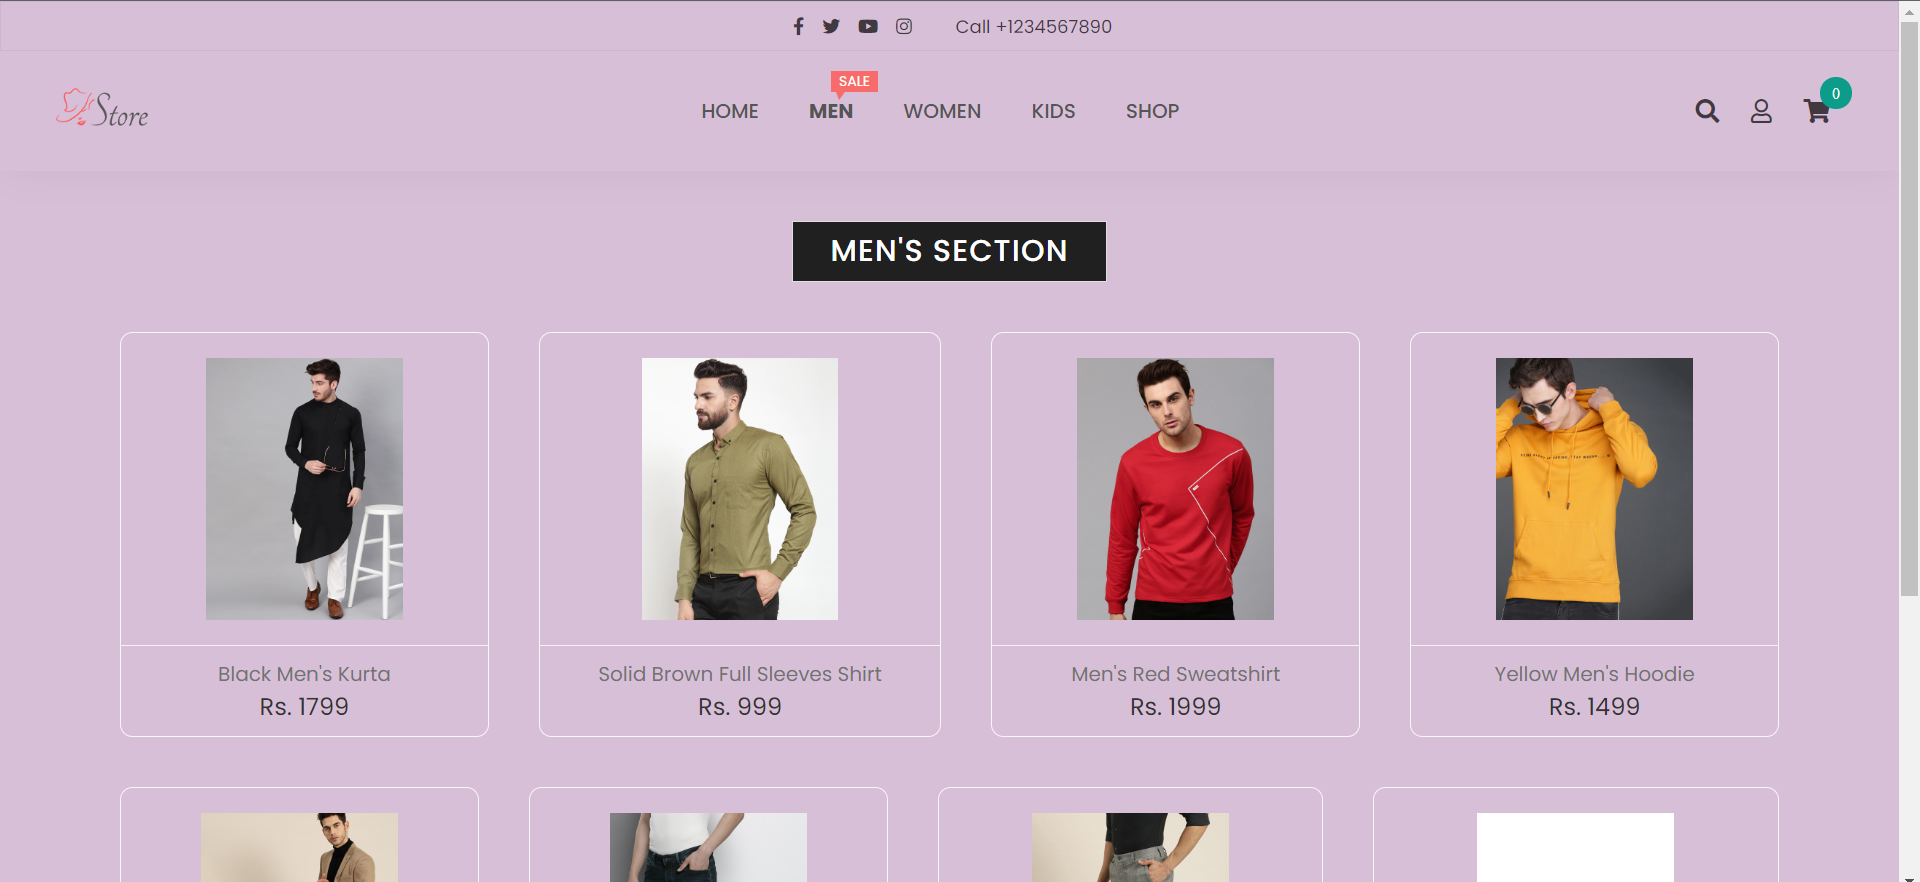 Call +1234567890
Store
SALE
HOME MEN WOMEN KIDS SHOP
0
MEN'S SECTION
Black Men's Kurta
Rs. 1799
Solid Brown Full Sleeves Shirt
Rs. 999
Men's Red Sweatshirt
Rs. 1999
Yellow Men's Hoodie
Rs. 1499